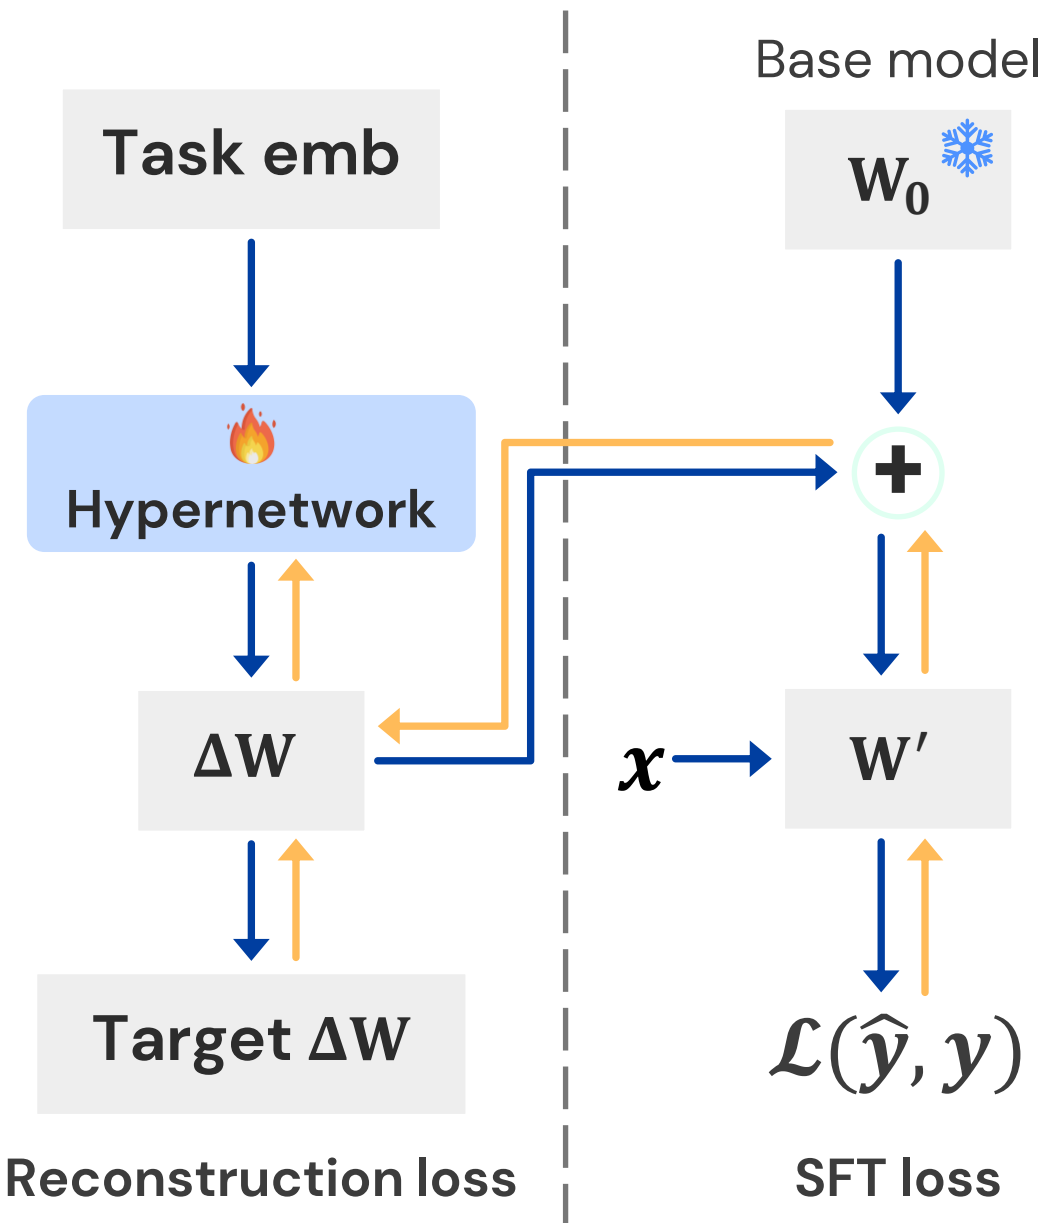 Task emb
Hypernetwork
ΔW
Target ΔW
Reconstruction loss
Base model
W₀
+
x
W′
ℒ(ŷ, y)
SFT loss